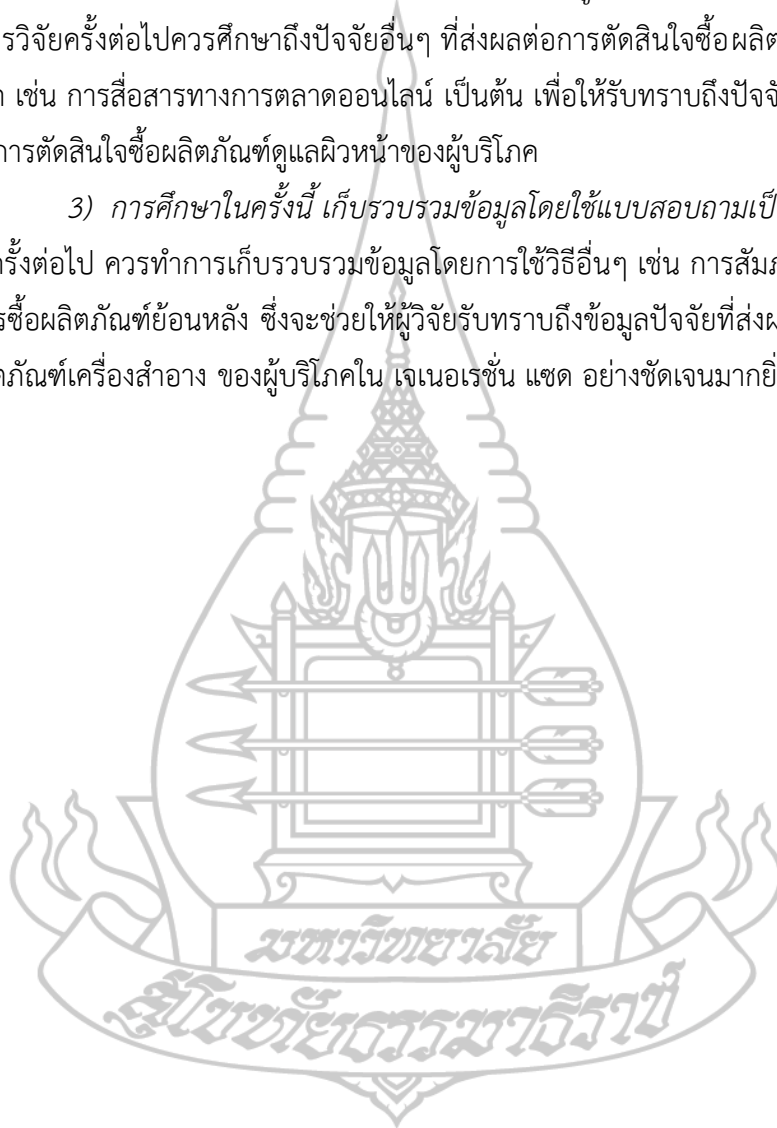 รวิจัยครั้งต่อไปควรศึกษาถึงปัจจัยอื่นๆ ที่ส่งผลต่อการตัดสินใจซื้อผลิต
เช่น การสื่อสารทางการตลาดออนไลน์ เป็นต้น เพื่อให้รับทราบถึงปัจจั
การตัดสินใจซื้อผลิตภัณฑ์ดูแลผิวหน้าของผู้บริโภค
3) การศึกษาในครั้งนี้ เก็บรวบรวมข้อมูลโดยใช้แบบสอบถามเป็
ครั้งต่อไป ควรทำการเก็บรวบรวมข้อมูลโดยการใช้วิธีอื่นๆ เช่น การสัมภ
รซื้อผลิตภัณฑ์ย้อนหลัง ซึ่งจะช่วยให้ผู้วิจัยรับทราบถึงข้อมูลปัจจัยที่ส่งผ
ตภัณฑ์เครื่องสำอาง ของผู้บริโภคใน เจเนอเรชั่น แซด อย่างชัดเจนมากยิ่
มหาวิทยาลัย
สุโขทัยธรรมาธิราช